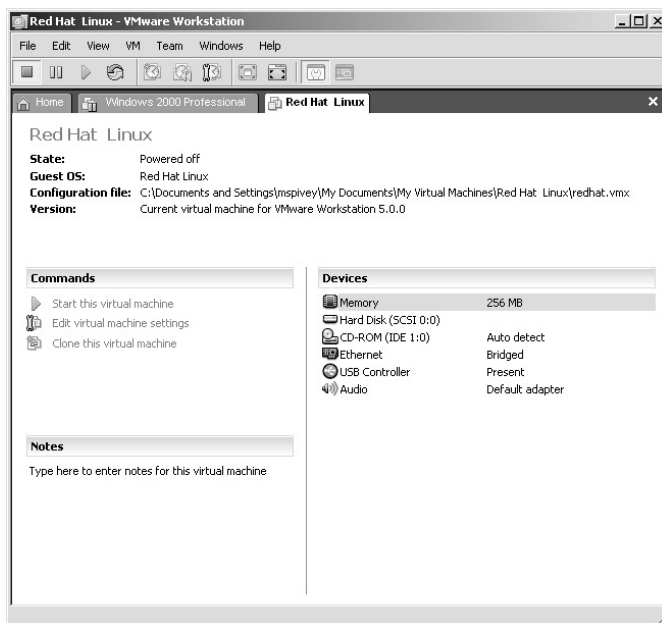 Red Hat Linux - VMware Workstation
File Edit View VM Team Windows Help
Home Windows 2000 Professional Red Hat Linux
Red Hat Linux
State: Powered off
Guest OS: Red Hat Linux
Configuration file: C:\Documents and Settings\mspivey\My Documents\My Virtual Machines\Red Hat Linux\redhat.vmx
Version: Current virtual machine for VMware Workstation 5.0.0
Commands
Start this virtual machine
Edit virtual machine settings
Clone this virtual machine
Notes
Type here to enter notes for this virtual machine
Devices
Memory 256 MB
Hard Disk (SCSI 0:0)
CD-ROM (IDE 1:0) Auto detect
Ethernet Bridged
USB Controller Present
Audio Default adapter